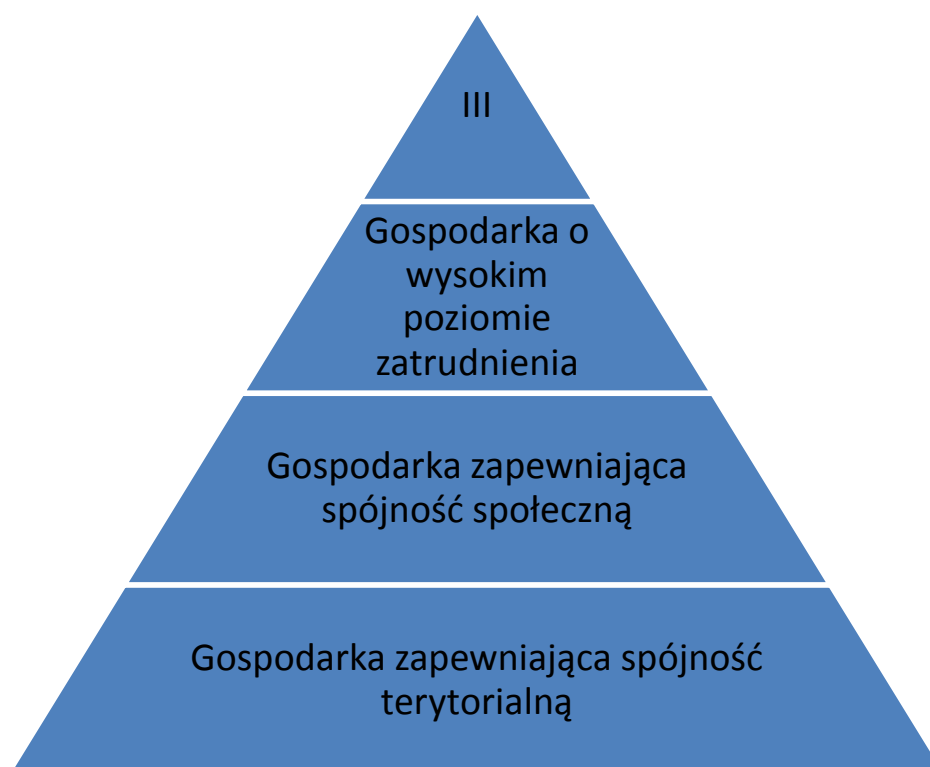 III
Gospodarka o
wysokim
poziomie
zatrudnienia
Gospodarka zapewniająca
spójność społeczną
Gospodarka zapewniająca spójność
terytorialną